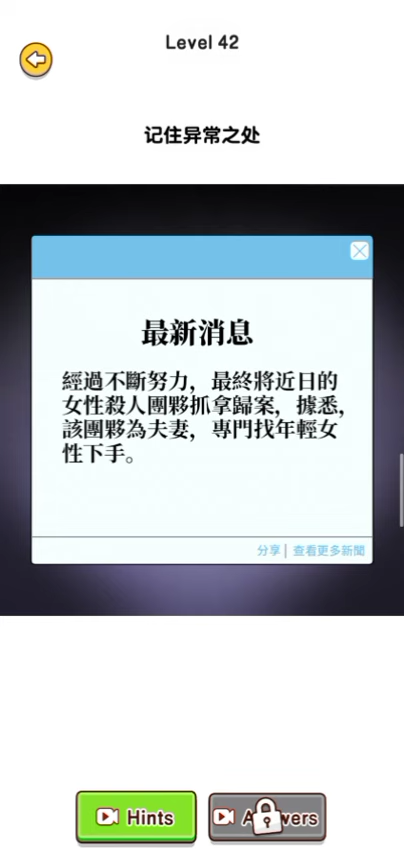 Level 42
记住异常之处
最新消息
經過不斷努力，最終將近日的
女性殺人團夥抓拿歸案，據悉，
該團夥為夫妻，專門找年輕女
性下手。
分享 | 查看更多新聞
Hints